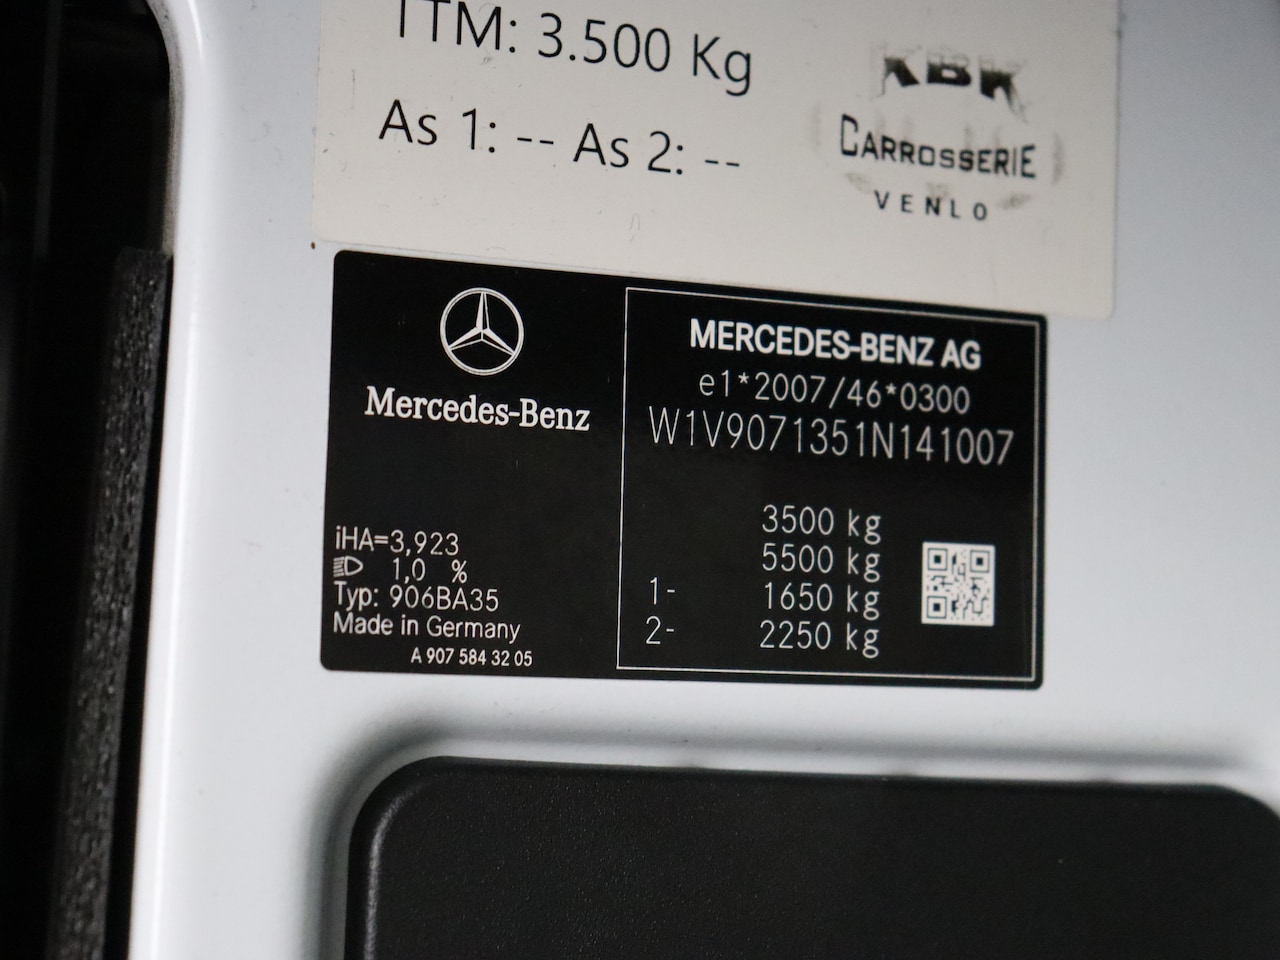 TTM: 3.500 Kg
As 1: -- As 2: --
KBK
CARROSSERIE
VENLO
Mercedes-Benz
iHA=3,923
1,0 %
Typ: 906BA35
Made in Germany
A 907 584 32 05
MERCEDES-BENZ AG
e1*2007/46*0300
W1V9071351N141007
3500 kg
5500 kg
1- 1650 kg
2- 2250 kg